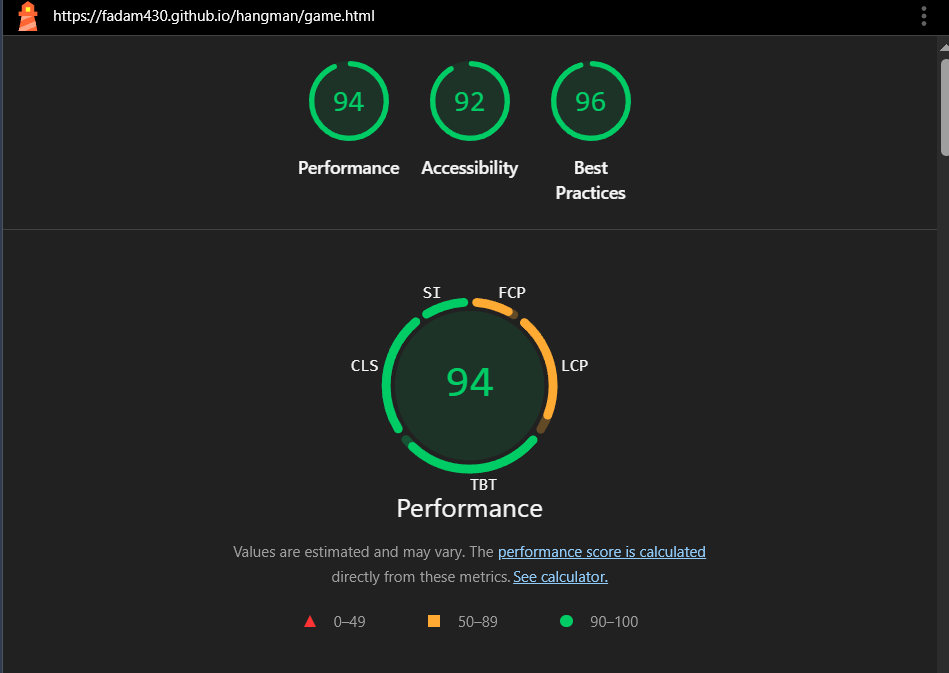 https://fadam430.github.io/hangman/game.html
94
92
96
Performance
Accessibility
Best
Practices
SI
FCP
CLS
LCP
94
TBT
Performance
Values are estimated and may vary. The performance score is calculated
directly from these metrics. See calculator.
0–49
50–89
90–100